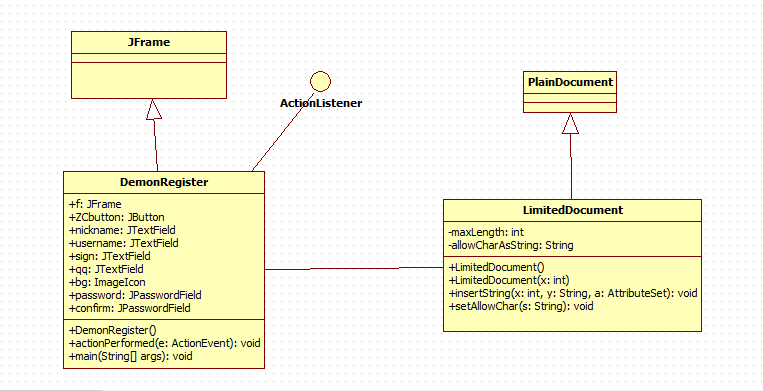 JFrame
ActionListener
PlainDocument
DemonRegister
+f: JFrame
+ZCbutton: JButton
+nickname: JTextField
+username: JTextField
+sign: JTextField
+qq: JTextField
+bg: ImageIcon
+password: JPasswordField
+confirm: JPasswordField
+DemonRegister()
+actionPerformed(e: ActionEvent): void
+main(String[] args): void
LimitedDocument
-maxLength: int
-allowCharAsString: String
+LimitedDocument()
+LimitedDocument(x: int)
+insertString(x: int, y: String, a: AttributeSet): void
+setAllowChar(s: String): void